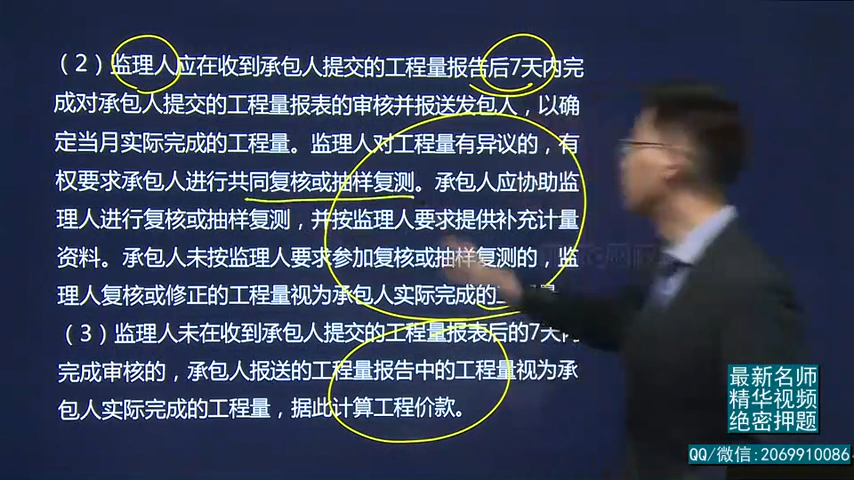 （2）监理人应在收到承包人提交的工程量报告后7天内完
成对承包人提交的工程量报表的审核并报送发包人，以确
定当月实际完成的工程量。监理人对工程量有异议的，有
权要求承包人进行共同复核或抽样复测。承包人应协助监
理人进行复核或抽样复测，并按监理人要求提供补充计量
资料。承包人未按监理人要求参加复核或抽样复测的，监
理人复核或修正的工程量视为承包人实际完成的
（3）监理人未在收到承包人提交的工程量报表后的7天内
完成审核的，承包人报送的工程量报告中的工程量视为承
包人实际完成的工程量，据此计算工程价款。
最新名师
精华视频
绝密押题
QQ/微信:2069910086